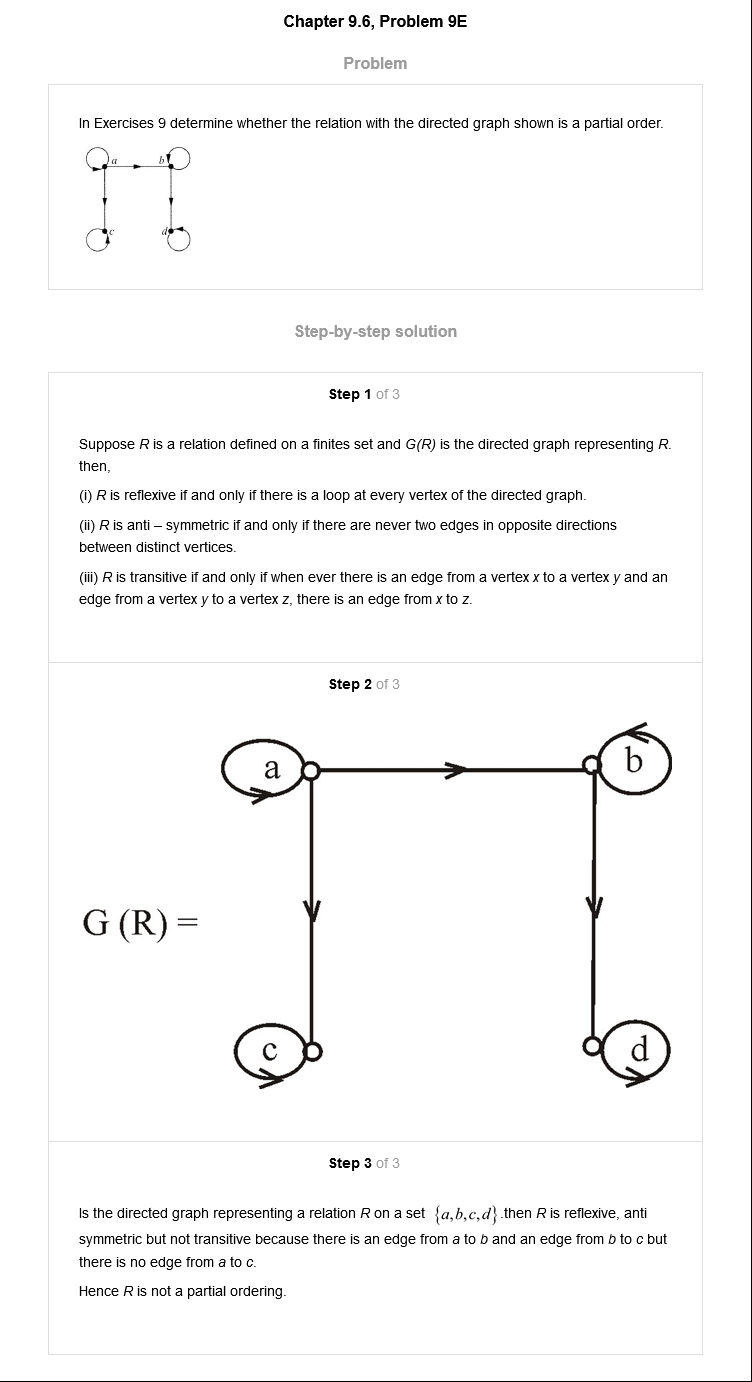 Chapter 9.6, Problem 9E
Problem
In Exercises 9 determine whether the relation with the directed graph shown is a partial order.
a b
c d
Step-by-step solution
Step 1 of 3
Suppose R is a relation defined on a finites set and G(R) is the directed graph representing R.
then,
(i) R is reflexive if and only if there is a loop at every vertex of the directed graph.
(ii) R is anti – symmetric if and only if there are never two edges in opposite directions
between distinct vertices.
(iii) R is transitive if and only if when ever there is an edge from a vertex x to a vertex y and an
edge from a vertex y to a vertex z, there is an edge from x to z.
Step 2 of 3
a b
G (R) =
c d
Step 3 of 3
Is the directed graph representing a relation R on a set {a,b,c,d} .then R is reflexive, anti
symmetric but not transitive because there is an edge from a to b and an edge from b to c but
there is no edge from a to c.
Hence R is not a partial ordering.